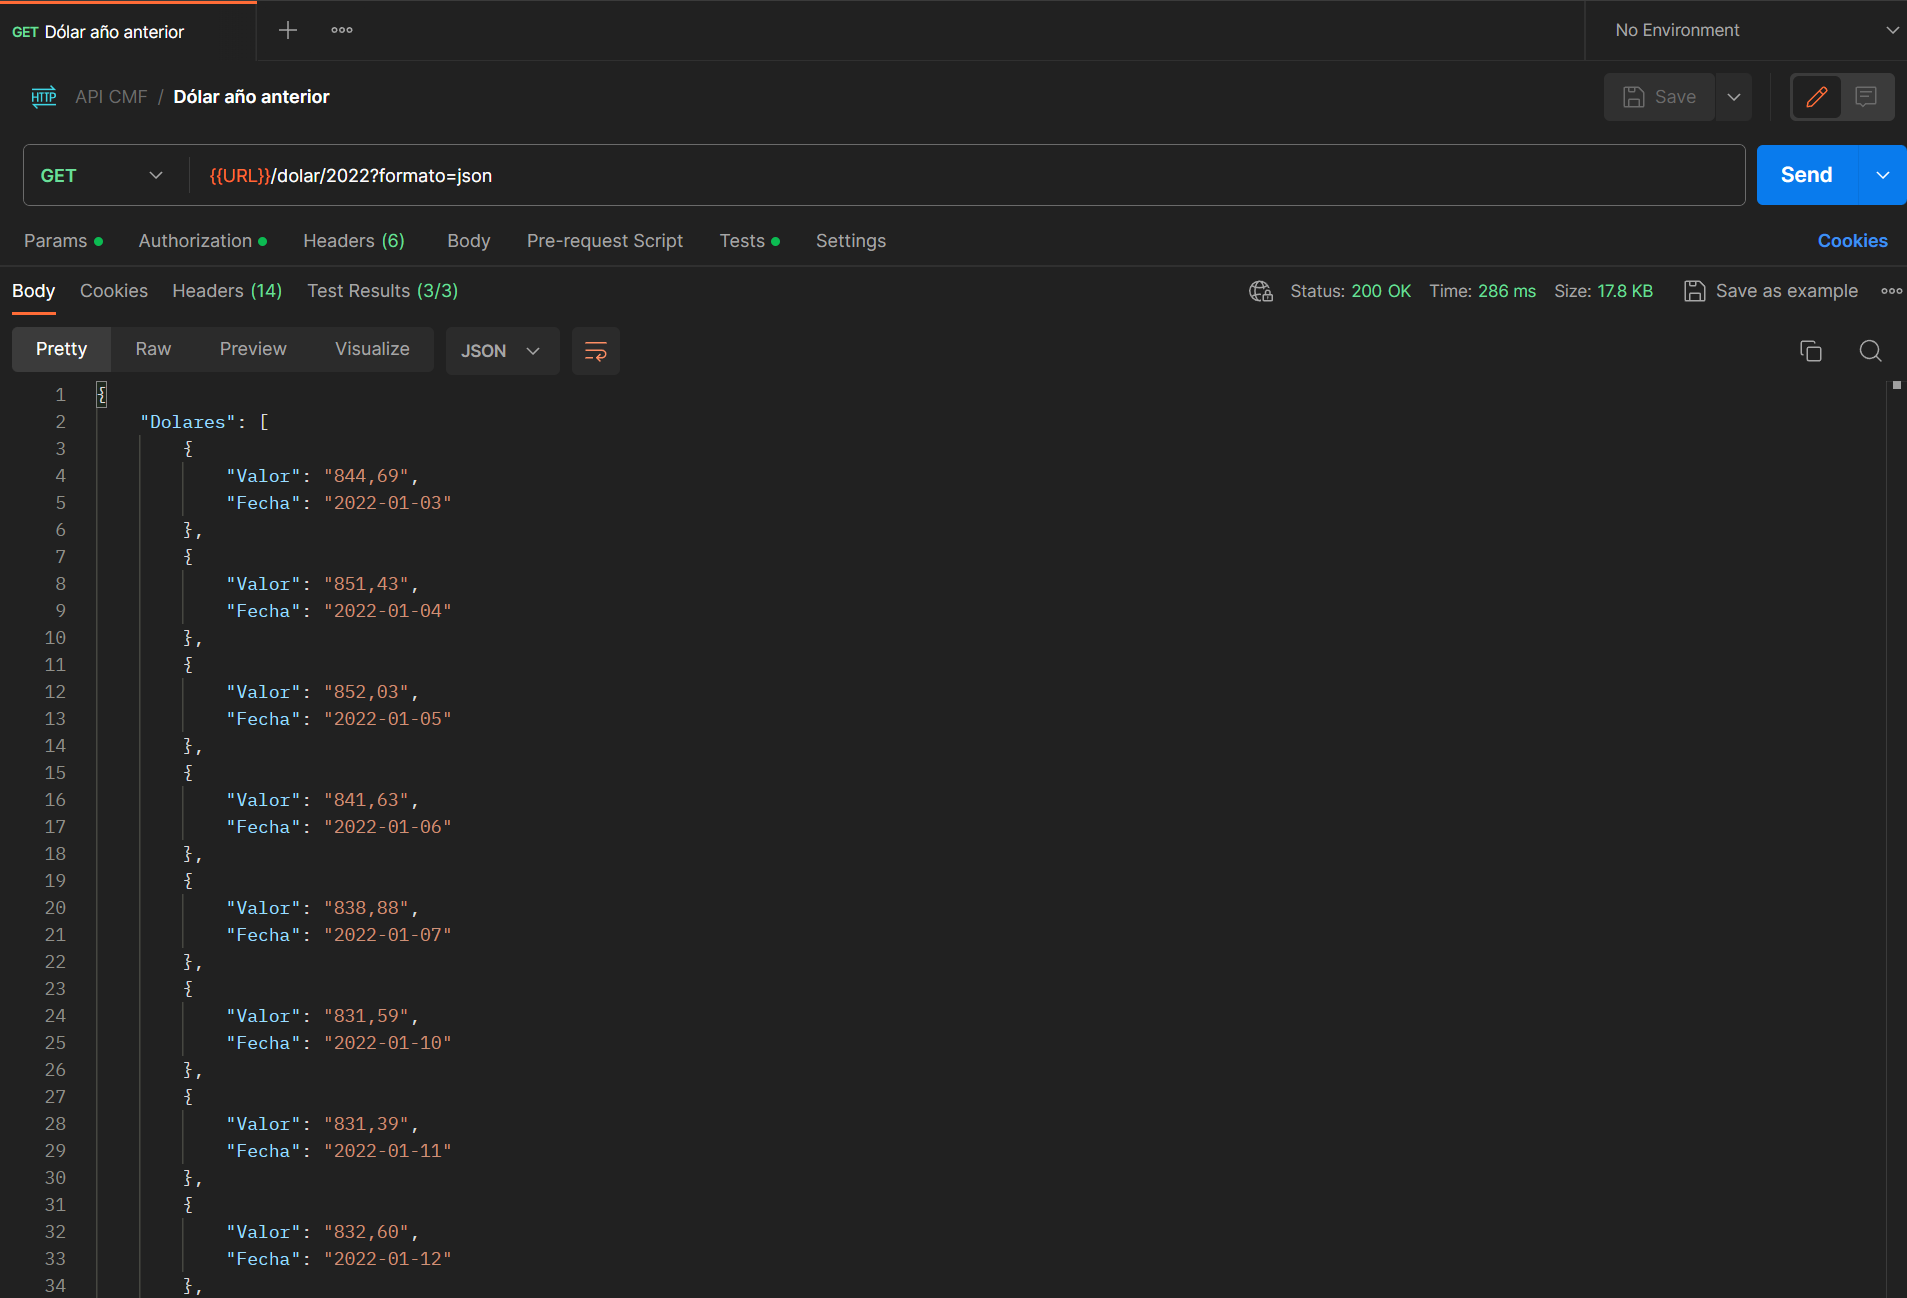 GET Dólar año anterior
No Environment
HTTP API CMF / Dólar año anterior
Save
GET {{URL}}/dolar/2022?formato=json
Send
Params Authorization Headers (6) Body Pre-request Script Tests Settings Cookies
Body Cookies Headers (14) Test Results (3/3) Status: 200 OK Time: 286 ms Size: 17.8 KB Save as example
Pretty Raw Preview Visualize JSON
1 {
2 "Dolares": [
3 {
4 "Valor": "844,69",
5 "Fecha": "2022-01-03"
6 },
7 {
8 "Valor": "851,43",
9 "Fecha": "2022-01-04"
10 },
11 {
12 "Valor": "852,03",
13 "Fecha": "2022-01-05"
14 },
15 {
16 "Valor": "841,63",
17 "Fecha": "2022-01-06"
18 },
19 {
20 "Valor": "838,88",
21 "Fecha": "2022-01-07"
22 },
23 {
24 "Valor": "831,59",
25 "Fecha": "2022-01-10"
26 },
27 {
28 "Valor": "831,39",
29 "Fecha": "2022-01-11"
30 },
31 {
32 "Valor": "832,60",
33 "Fecha": "2022-01-12"
34 },